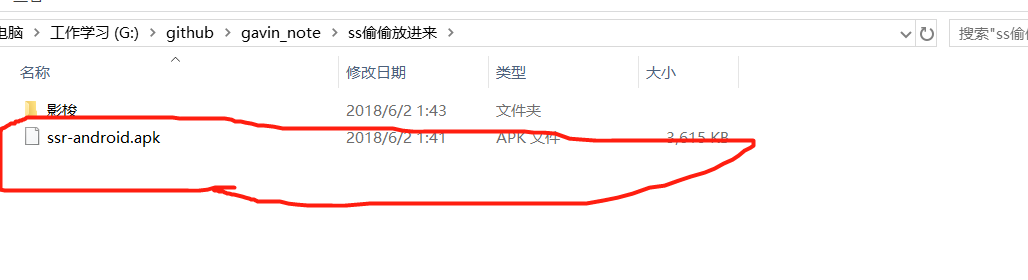 电脑 > 工作学习 (G:) > github > gavin_note > ss偷偷放进来 >
搜索"ss偷
名称 修改日期 类型 大小
影梭 2018/6/2 1:43 文件夹
ssr-android.apk 2018/6/2 1:41 APK 文件 3,615 KB